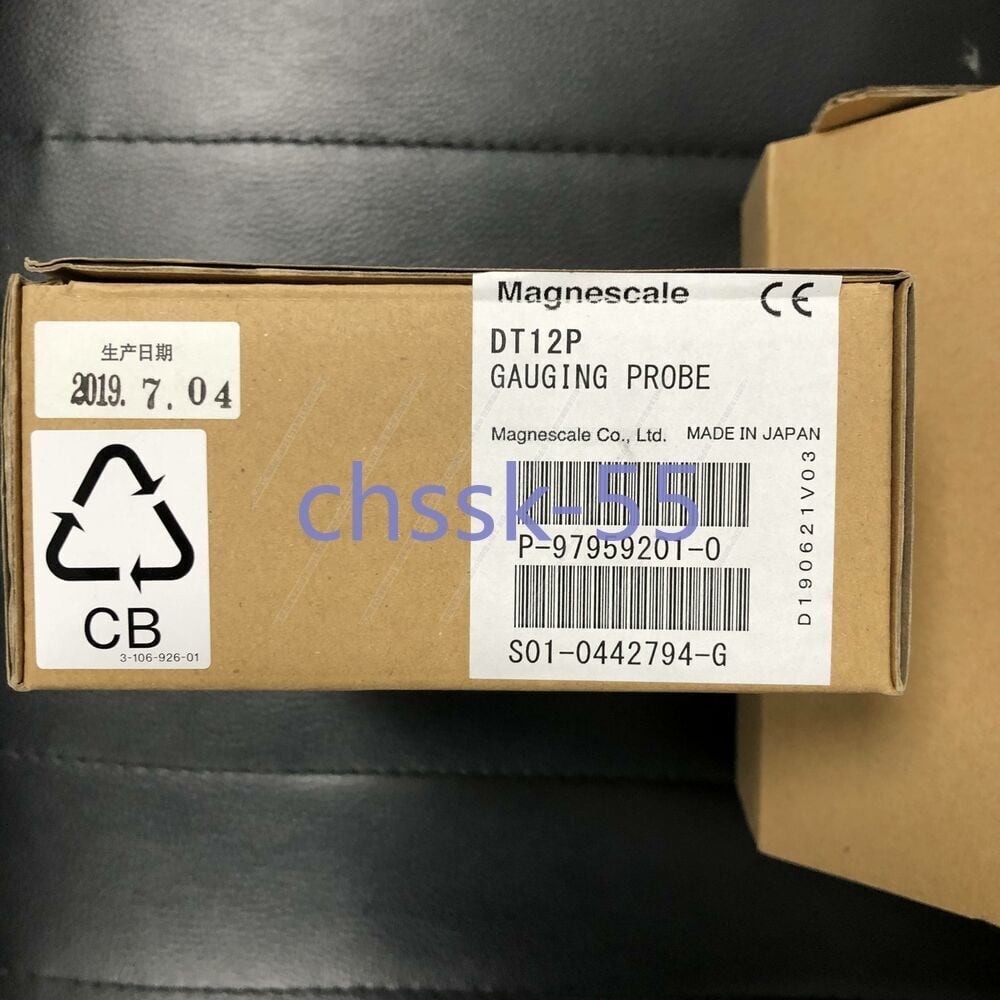 生产日期
2019. 7. 04
CB
3-106-926-01
Magnescale CE
DT12P
GAUGING PROBE
Magnescale Co., Ltd. MADE IN JAPAN
P-97959201-0
S01-0442794-G
D190621V03
chssk-55